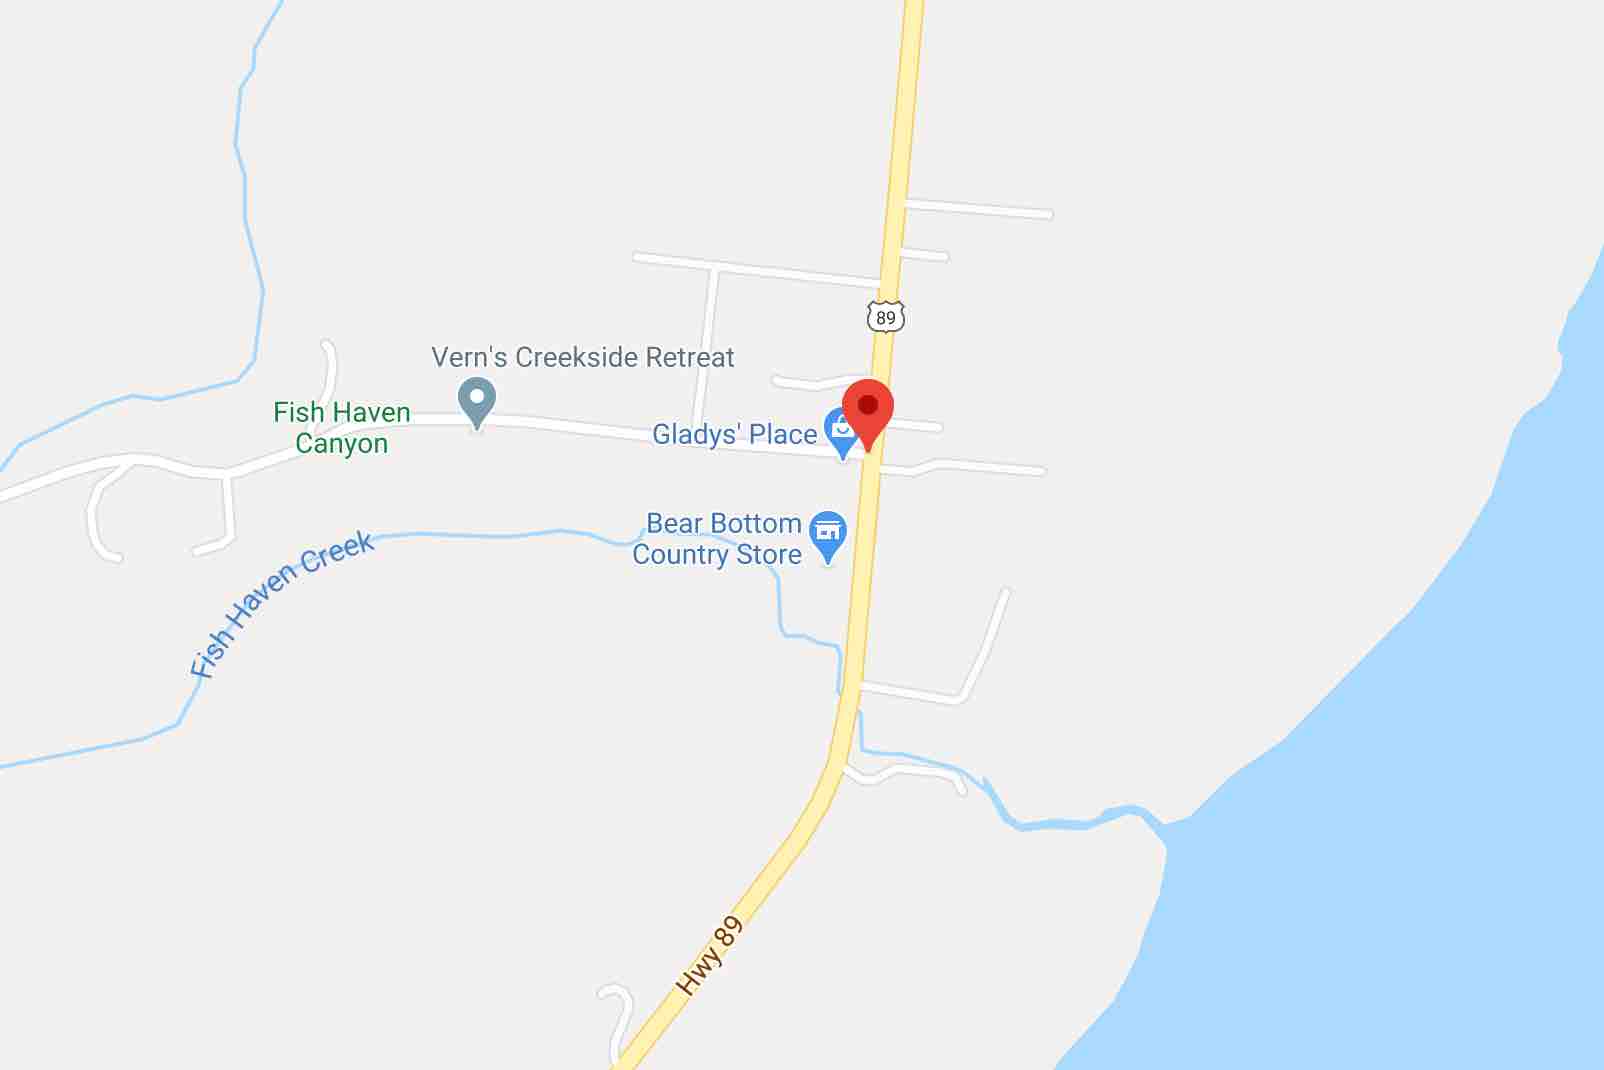 89
Vern's Creekside Retreat
Fish Haven
Canyon
Gladys' Place
Bear Bottom
Country Store
Fish Haven Creek
Hwy 89